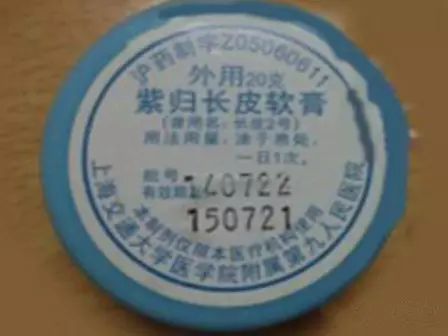 沪药制字Z05060611
外用20克
紫归长皮软膏
(曾用名:长皮2号)
用法用量:涂于患处,
一日1次。
批号 140722
有效期至 150721
本制剂仅限本医疗机构使用
上海交通大学医学院附属第九人民医院